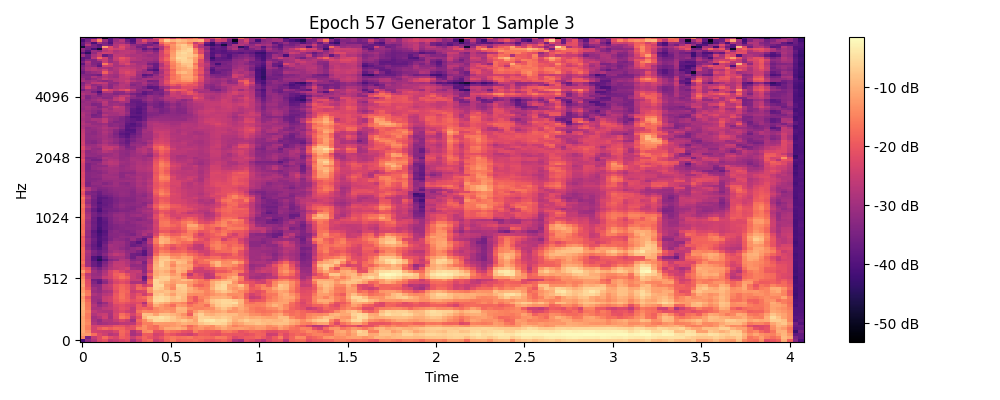 Epoch 57 Generator 1 Sample 3
Hz
4096
2048
1024
512
0
0 0.5 1 1.5 2 2.5 3 3.5 4
Time
-10 dB
-20 dB
-30 dB
-40 dB
-50 dB